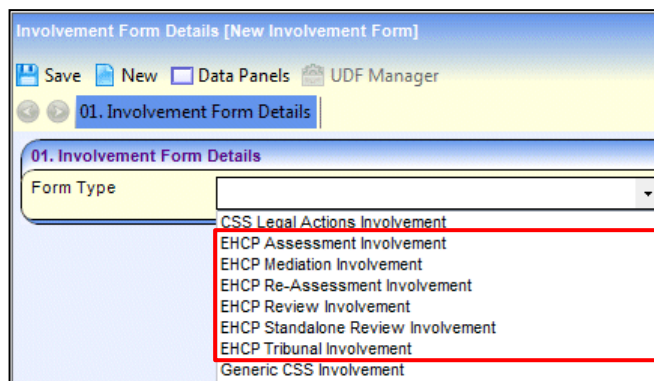 Involvement Form Details [New Involvement Form]
Save New Data Panels UDF Manager
01. Involvement Form Details
01. Involvement Form Details
Form Type
CSS Legal Actions Involvement
EHCP Assessment Involvement
EHCP Mediation Involvement
EHCP Re-Assessment Involvement
EHCP Review Involvement
EHCP Standalone Review Involvement
EHCP Tribunal Involvement
Generic CSS Involvement